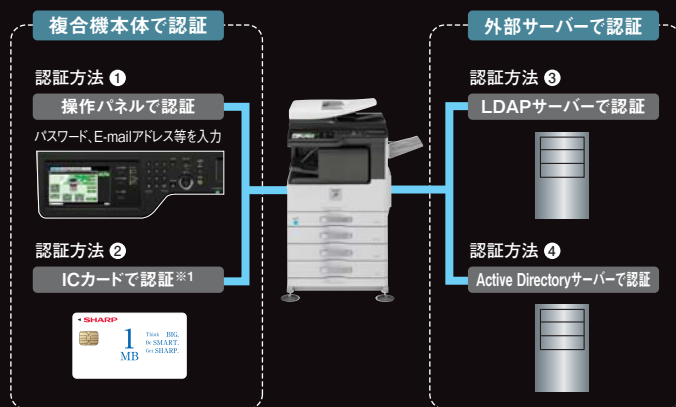 複合機本体で認証
認証方法 ❶
操作パネルで認証
パスワード、E-mailアドレス等を入力
認証方法 ❷
ICカードで認証※1
SHARP
1
MB
Think BIG.
Be SMART.
Get SHARP.
外部サーバーで認証
認証方法 ❸
LDAPサーバーで認証
認証方法 ❹
Active Directoryサーバーで認証